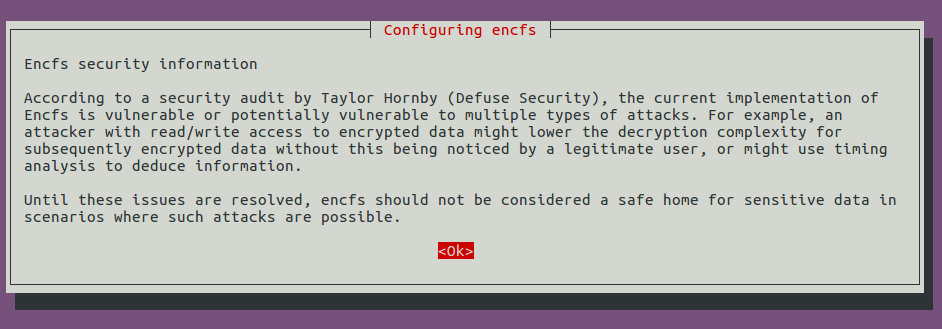 Configuring encfs
Encfs security information
According to a security audit by Taylor Hornby (Defuse Security), the current implementation of
Encfs is vulnerable or potentially vulnerable to multiple types of attacks. For example, an
attacker with read/write access to encrypted data might lower the decryption complexity for
subsequently encrypted data without this being noticed by a legitimate user, or might use timing
analysis to deduce information.
Until these issues are resolved, encfs should not be considered a safe home for sensitive data in
scenarios where such attacks are possible.
<Ok>